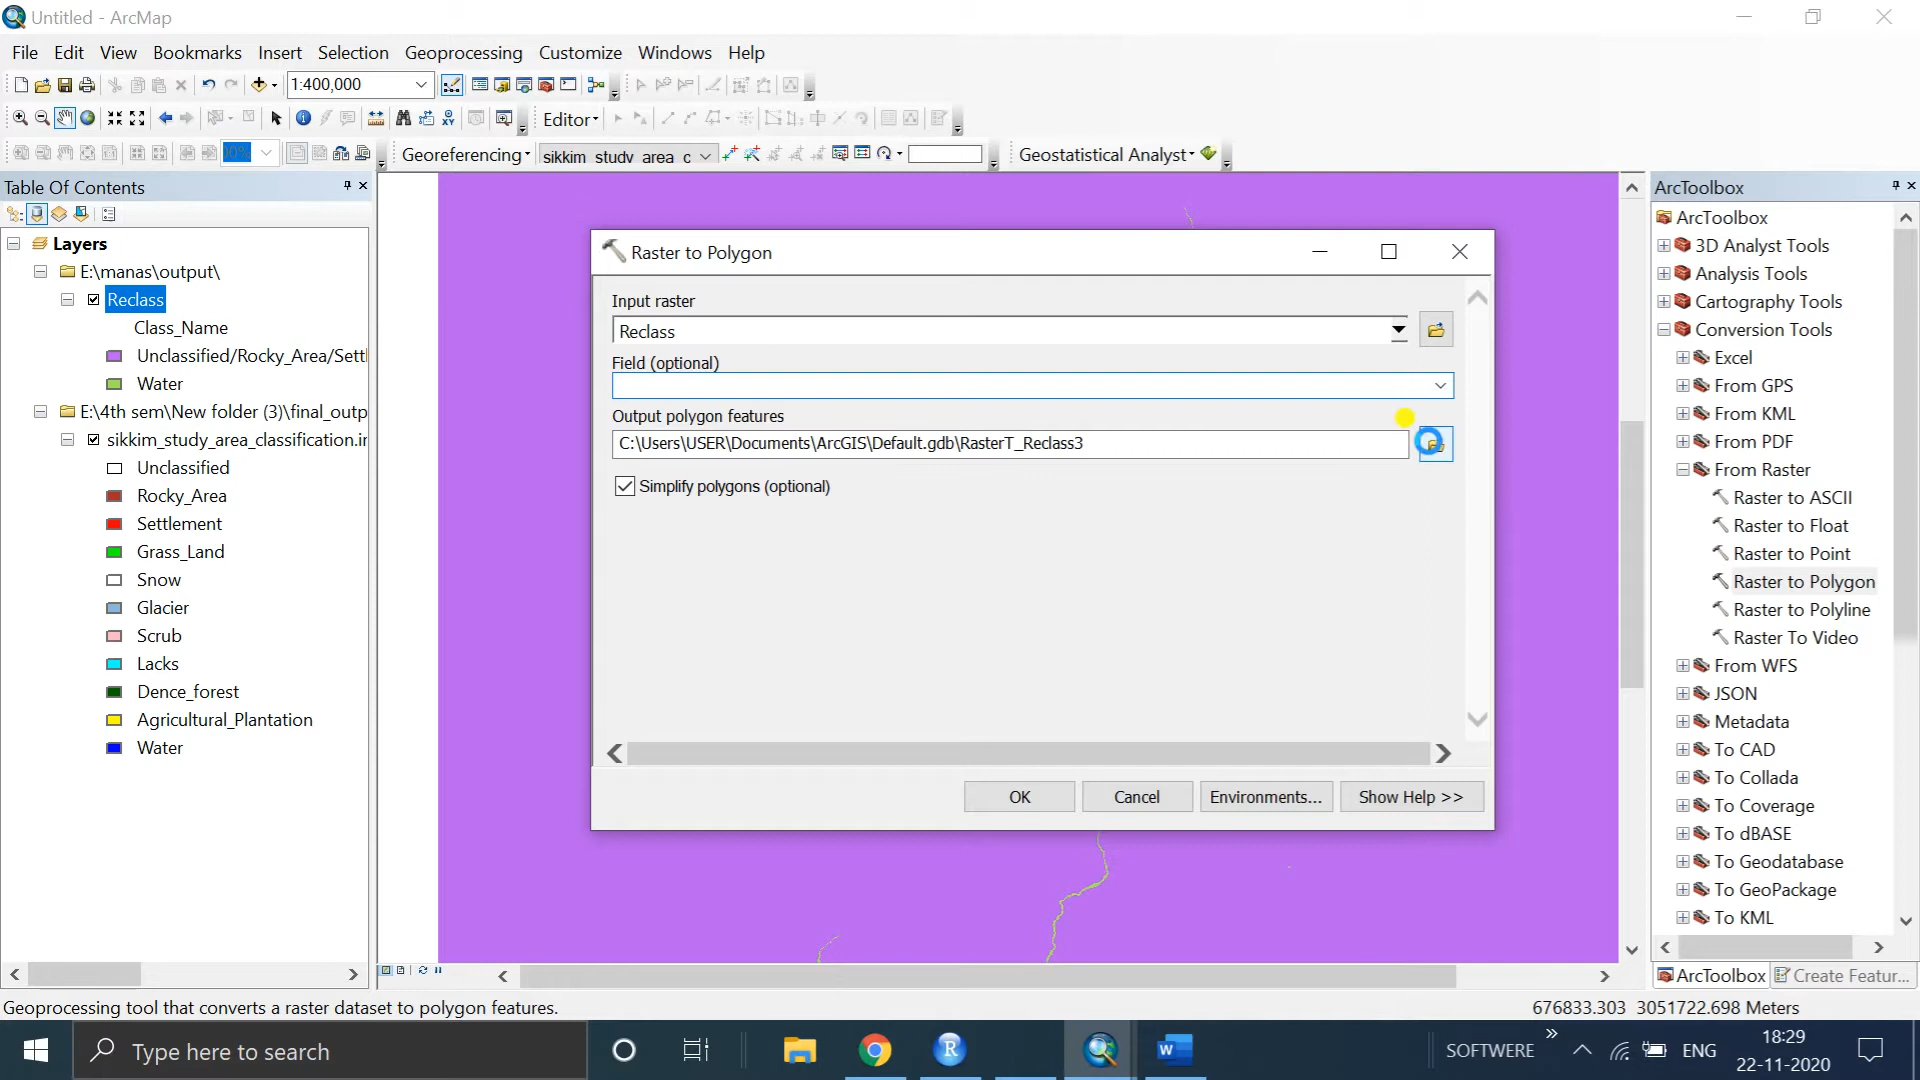 Untitled - ArcMap
File Edit View Bookmarks Insert Selection Geoprocessing Customize Windows Help
1:400,000
Editor
Georeferencing sikkim_study_area_c Geostatistical Analyst
Table Of Contents
Layers
E:\manas\output\
Reclass
Class_Name
Unclassified/Rocky_Area/Settl
Water
E:\4th sem\New folder (3)\final_outp
sikkim_study_area_classification.ir
Unclassified
Rocky_Area
Settlement
Grass_Land
Snow
Glacier
Scrub
Lacks
Dence_forest
Agricultural_Plantation
Water
Raster to Polygon
Input raster
Reclass
Field (optional)
Output polygon features
C:\Users\USER\Documents\ArcGIS\Default.gdb\RasterT_Reclass3
Simplify polygons (optional)
OK Cancel Environments... Show Help >>
ArcToolbox
ArcToolbox
3D Analyst Tools
Analysis Tools
Cartography Tools
Conversion Tools
Excel
From GPS
From KML
From PDF
From Raster
Raster to ASCII
Raster to Float
Raster to Point
Raster to Polygon
Raster to Polyline
Raster To Video
From WFS
JSON
Metadata
To CAD
To Collada
To Coverage
To dBASE
To Geodatabase
To GeoPackage
To KML
ArcToolbox Create Featur...
Geoprocessing tool that converts a raster dataset to polygon features.
676833.303 3051722.698 Meters
Type here to search
SOFTWERE
ENG
18:29
22-11-2020